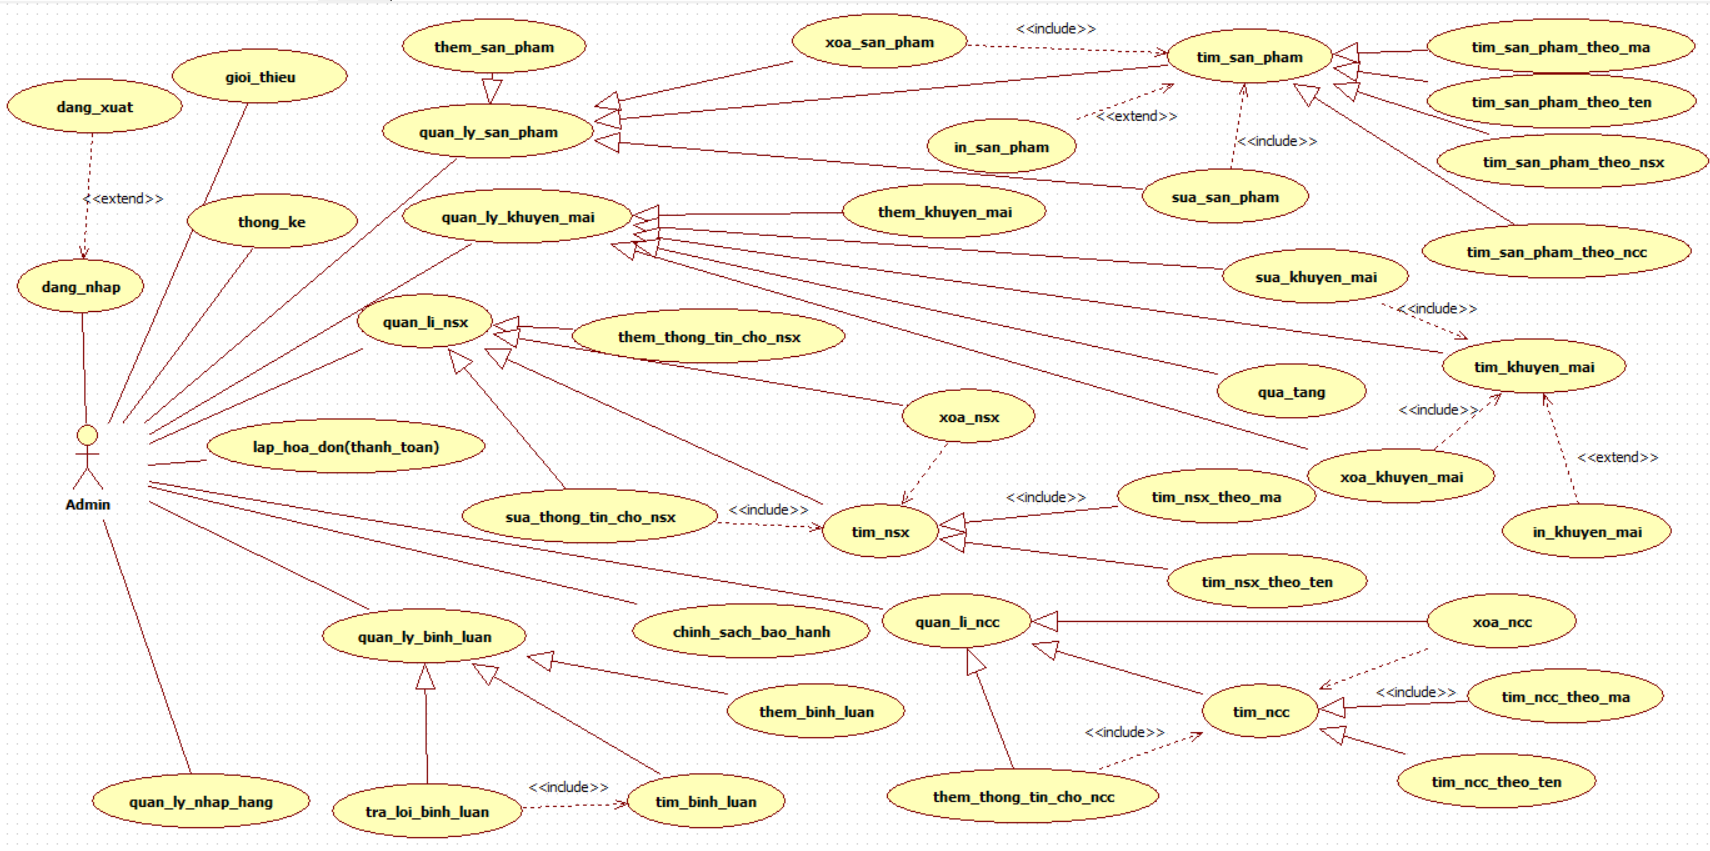 them_san_pham
xoa_san_pham
<<include>>
tim_san_pham
tim_san_pham_theo_ma
gioi_thieu
dang_xuat
quan_ly_san_pham
<<extend>>
tim_san_pham_theo_ten
in_san_pham
<<include>>
tim_san_pham_theo_nsx
<<extend>>
thong_ke
quan_ly_khuyen_mai
them_khuyen_mai
sua_san_pham
tim_san_pham_theo_ncc
dang_nhap
sua_khuyen_mai
<<include>>
quan_li_nsx
them_thong_tin_cho_nsx
tim_khuyen_mai
qua_tang
<<include>>
xoa_nsx
lap_hoa_don(thanh_toan)
<<extend>>
xoa_khuyen_mai
Admin
<<include>>
tim_nsx_theo_ma
sua_thong_tin_cho_nsx
<<include>>
tim_nsx
in_khuyen_mai
tim_nsx_theo_ten
quan_ly_binh_luan
chinh_sach_bao_hanh
quan_li_ncc
xoa_ncc
<<include>>
tim_ncc_theo_ma
them_binh_luan
tim_ncc
<<include>>
tim_ncc_theo_ten
quan_ly_nhap_hang
<<include>>
tra_loi_binh_luan
tim_binh_luan
them_thong_tin_cho_ncc